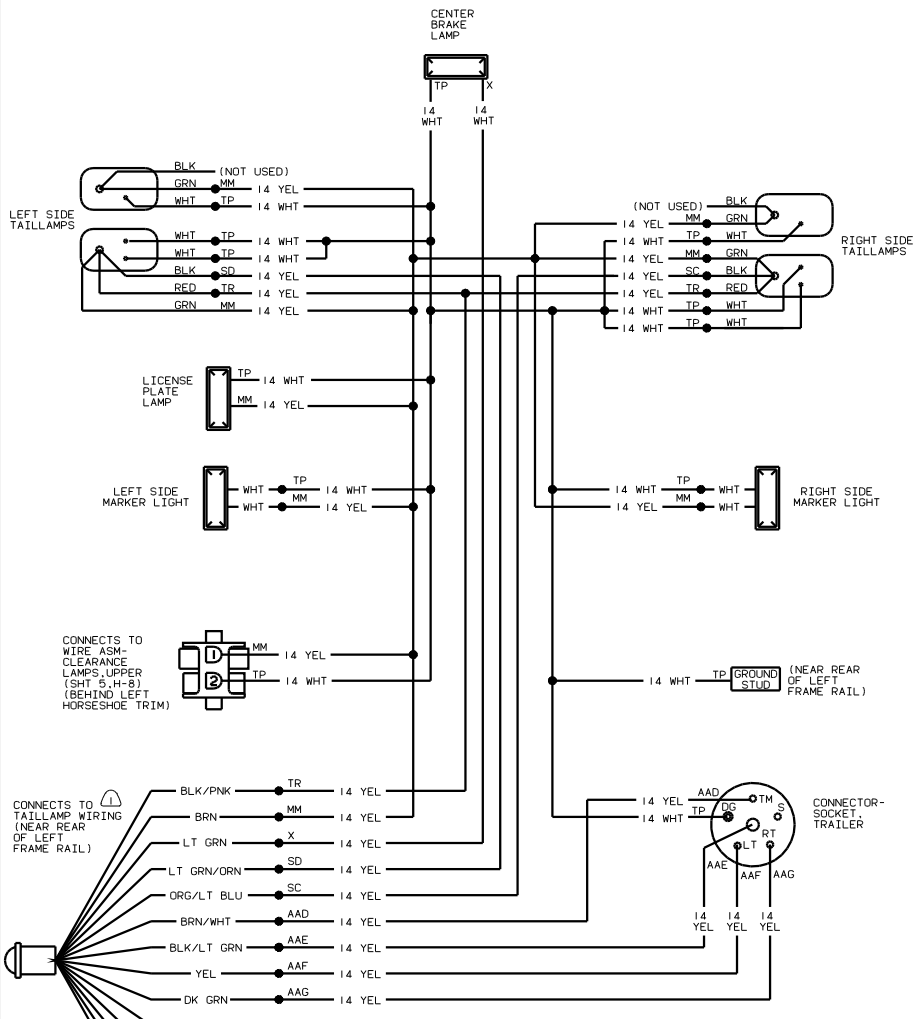 CENTER
BRAKE
LAMP
TP X
14
WHT
14
WHT
LEFT SIDE
TAILLAMPS
BLK (NOT USED)
GRN MM 14 YEL
WHT TP 14 WHT
WHT TP 14 WHT
WHT TP 14 WHT
BLK SD 14 YEL
RED TR 14 YEL
GRN MM 14 YEL
(NOT USED) BLK
14 YEL MM GRN
14 WHT TP WHT
14 YEL MM GRN
14 YEL SC BLK
14 YEL TR RED
14 WHT TP WHT
14 WHT TP WHT
RIGHT SIDE
TAILLAMPS
LICENSE
PLATE
LAMP
TP 14 WHT
MM 14 YEL
LEFT SIDE
MARKER LIGHT
WHT TP 14 WHT
WHT MM 14 YEL
14 WHT TP WHT
14 YEL MM WHT
RIGHT SIDE
MARKER LIGHT
CONNECTS TO
WIRE ASM-
CLEARANCE
LAMPS,UPPER
(SHT 5,H-8)
(BEHIND LEFT
HORSESHOE TRIM)
1 MM 14 YEL
2 TP 14 WHT
14 WHT TP GROUND
STUD
(NEAR REAR
OF LEFT
FRAME RAIL)
CONNECTS TO 1
TAILLAMP WIRING
(NEAR REAR
OF LEFT
FRAME RAIL)
BLK/PNK TR 14 YEL
BRN MM 14 YEL
LT GRN X 14 YEL
LT GRN/ORN SD 14 YEL
ORG/LT BLU SC 14 YEL
BRN/WHT AAD 14 YEL
BLK/LT GRN AAE 14 YEL
YEL AAF 14 YEL
DK GRN AAG 14 YEL
14 YEL AAD TM
14 WHT TP DG S
LT RT
AAE AAF AAG
14
YEL
14
YEL
14
YEL
CONNECTOR-
SOCKET,
TRAILER